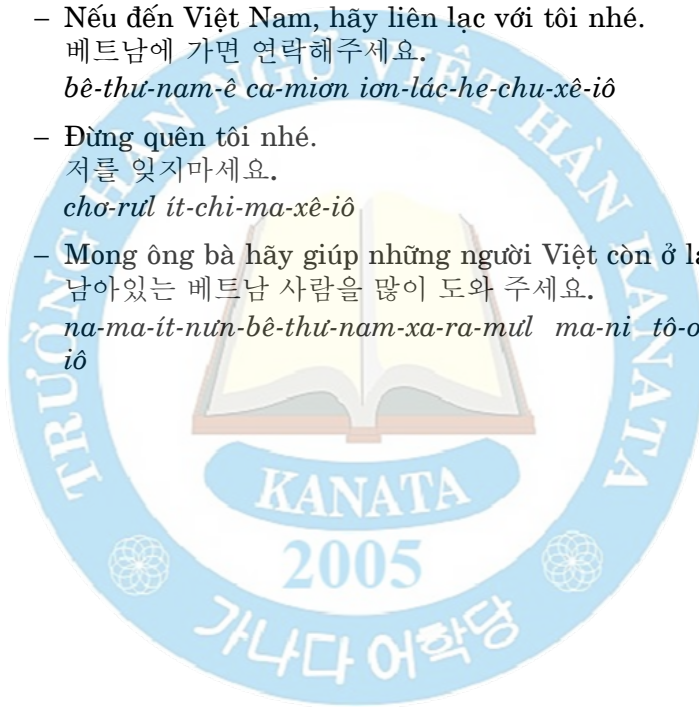 – Nếu đến Việt Nam, hãy liên lạc với tôi nhé.
베트남에 가면 연락해주세요.
bê-thư-nam-ê ca-miơn iơn-lác-he-chu-xê-iô
– Đừng quên tôi nhé.
저를 잊지마세요.
chơ-rưl ít-chi-ma-xê-iô
– Mong ông bà hãy giúp những người Việt còn ở
남아있는 베트남 사람을 많이 도와 주세요.
na-ma-ít-nưn-bê-thư-nam-xa-ra-mưl ma-ni
iô
TRƯỜNG HÀN NGỮ VIỆT HÀN KANATA
KANATA
2005
가나다 어학당